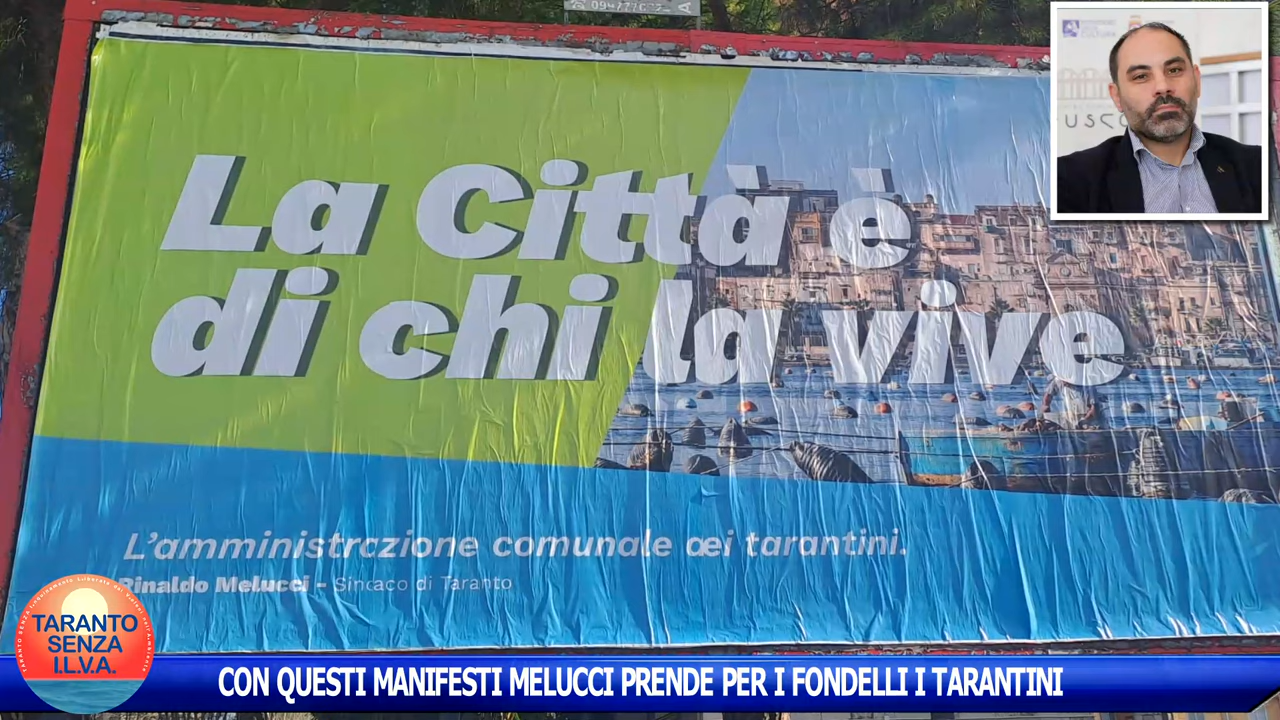 La Città è
di chi la vive
L'amministrazione comunale dei tarantini.
Rinaldo Melucci - Sindaco di Taranto
TARANTO
SENZA
I.L.V.A.
CON QUESTI MANIFESTI MELUCCI PRENDE PER I FONDELLI I TARANTINI